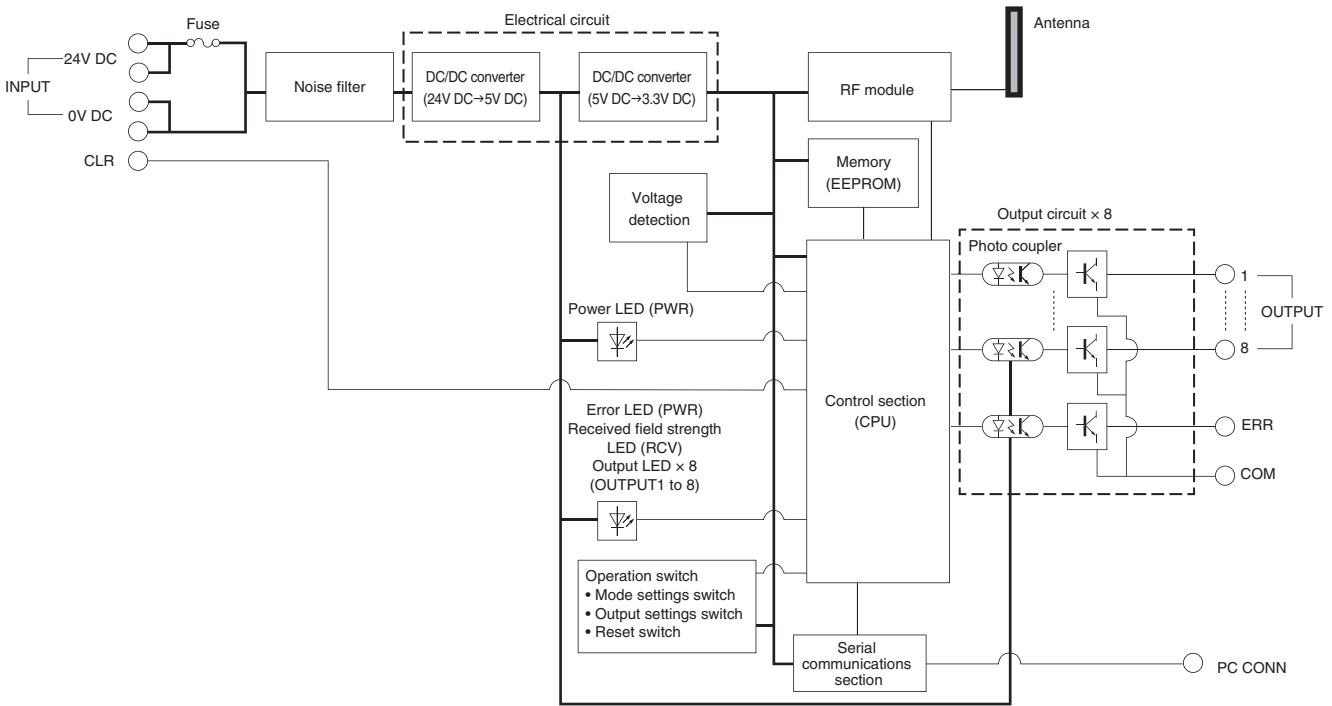 Fuse
Electrical circuit
Antenna
INPUT
24V DC
0V DC
CLR
Noise filter
DC/DC converter
(24V DC→5V DC)
DC/DC converter
(5V DC→3.3V DC)
RF module
Memory
(EEPROM)
Voltage
detection
Output circuit × 8
Photo coupler
1
OUTPUT
8
Power LED (PWR)
Control section
(CPU)
Error LED (PWR)
Received field strength
LED (RCV)
Output LED × 8
(OUTPUT1 to 8)
ERR
COM
Operation switch
• Mode settings switch
• Output settings switch
• Reset switch
Serial
communications
section
PC CONN